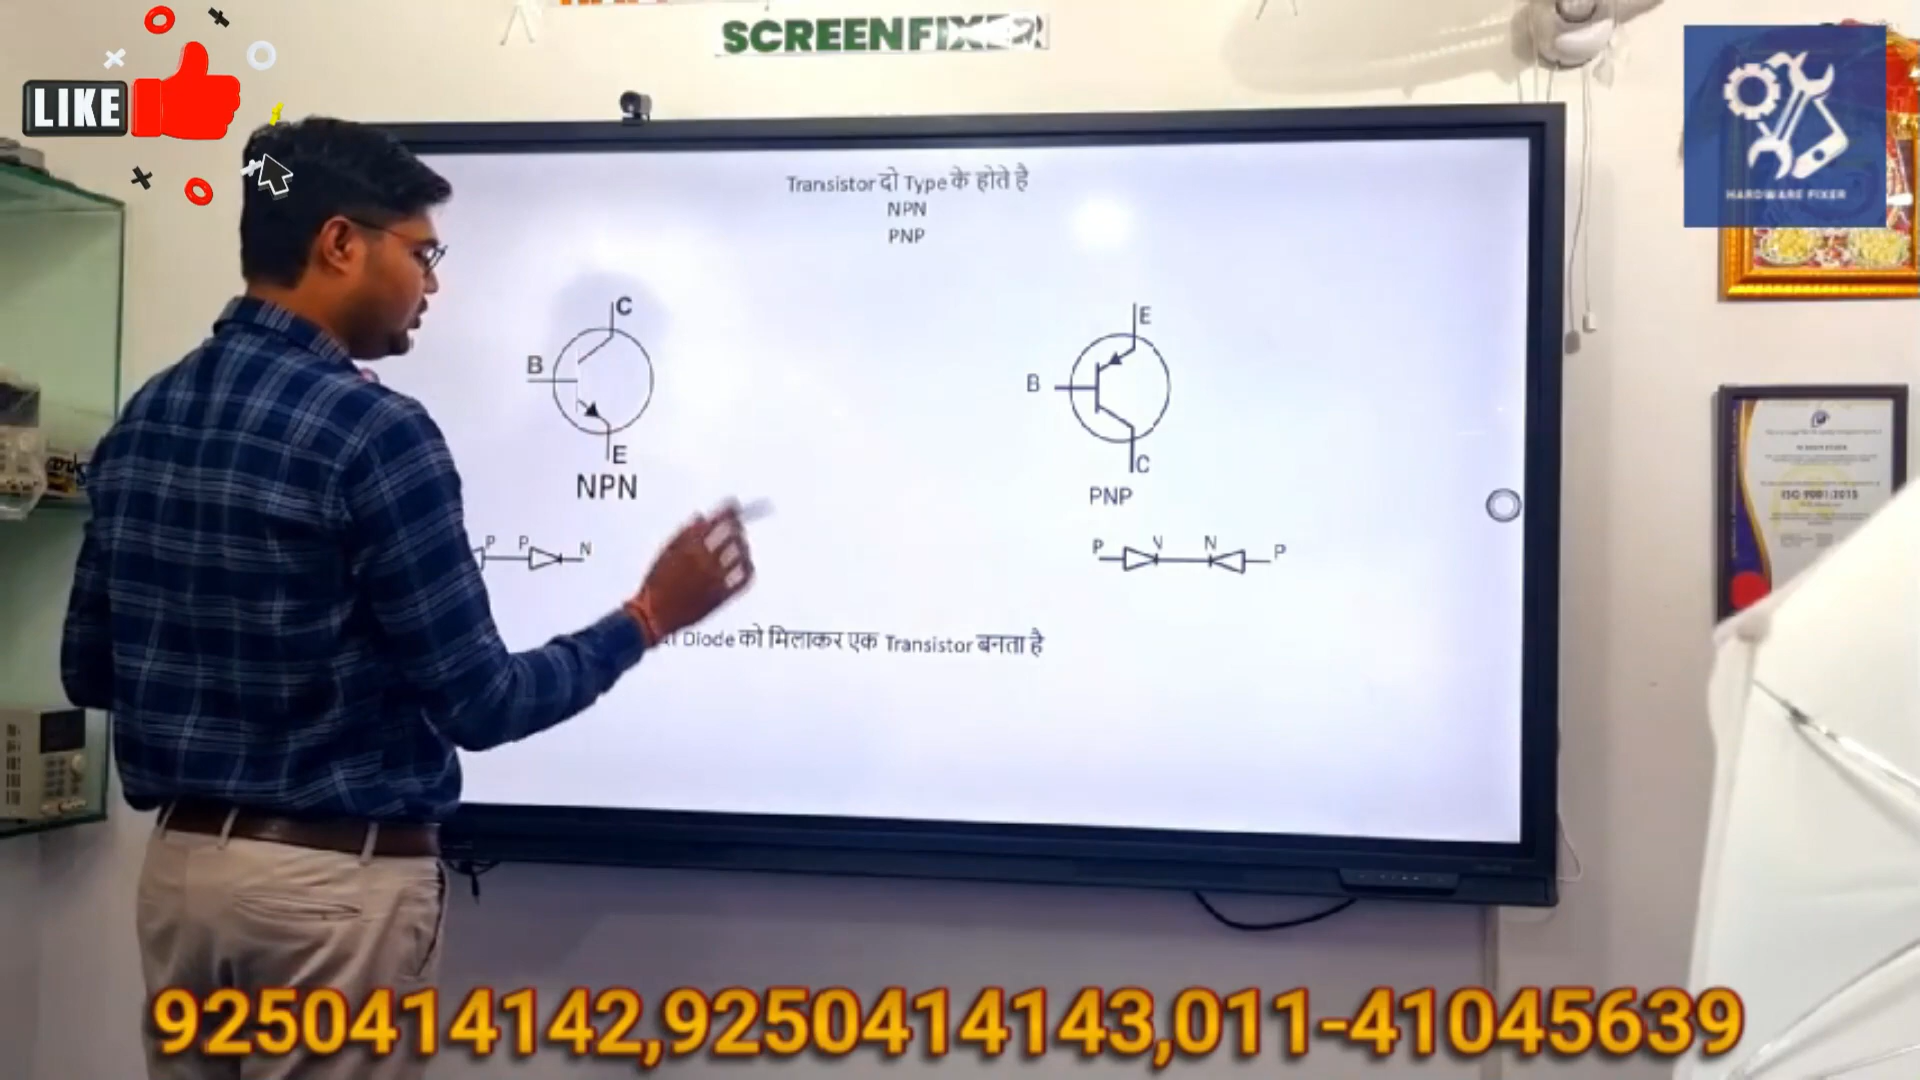 SCREENFIXER
LIKE
HARDWARE FIXER
Transistor दो Type के होते है
NPN
PNP
C
B
E
NPN
E
B
C
PNP
P P N
P N N P
Diode को मिलाकर एक Transistor बनता है
ISO 9001:2015
9250414142,9250414143,011-41045639